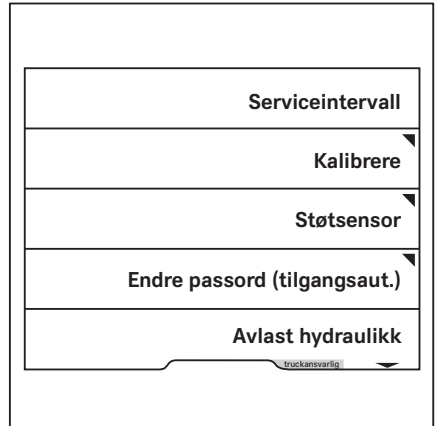 Serviceintervall
Kalibrere
Støtsensor
Endre passord (tilgangsaut.)
Avlast hydraulikk
truckansvarlig